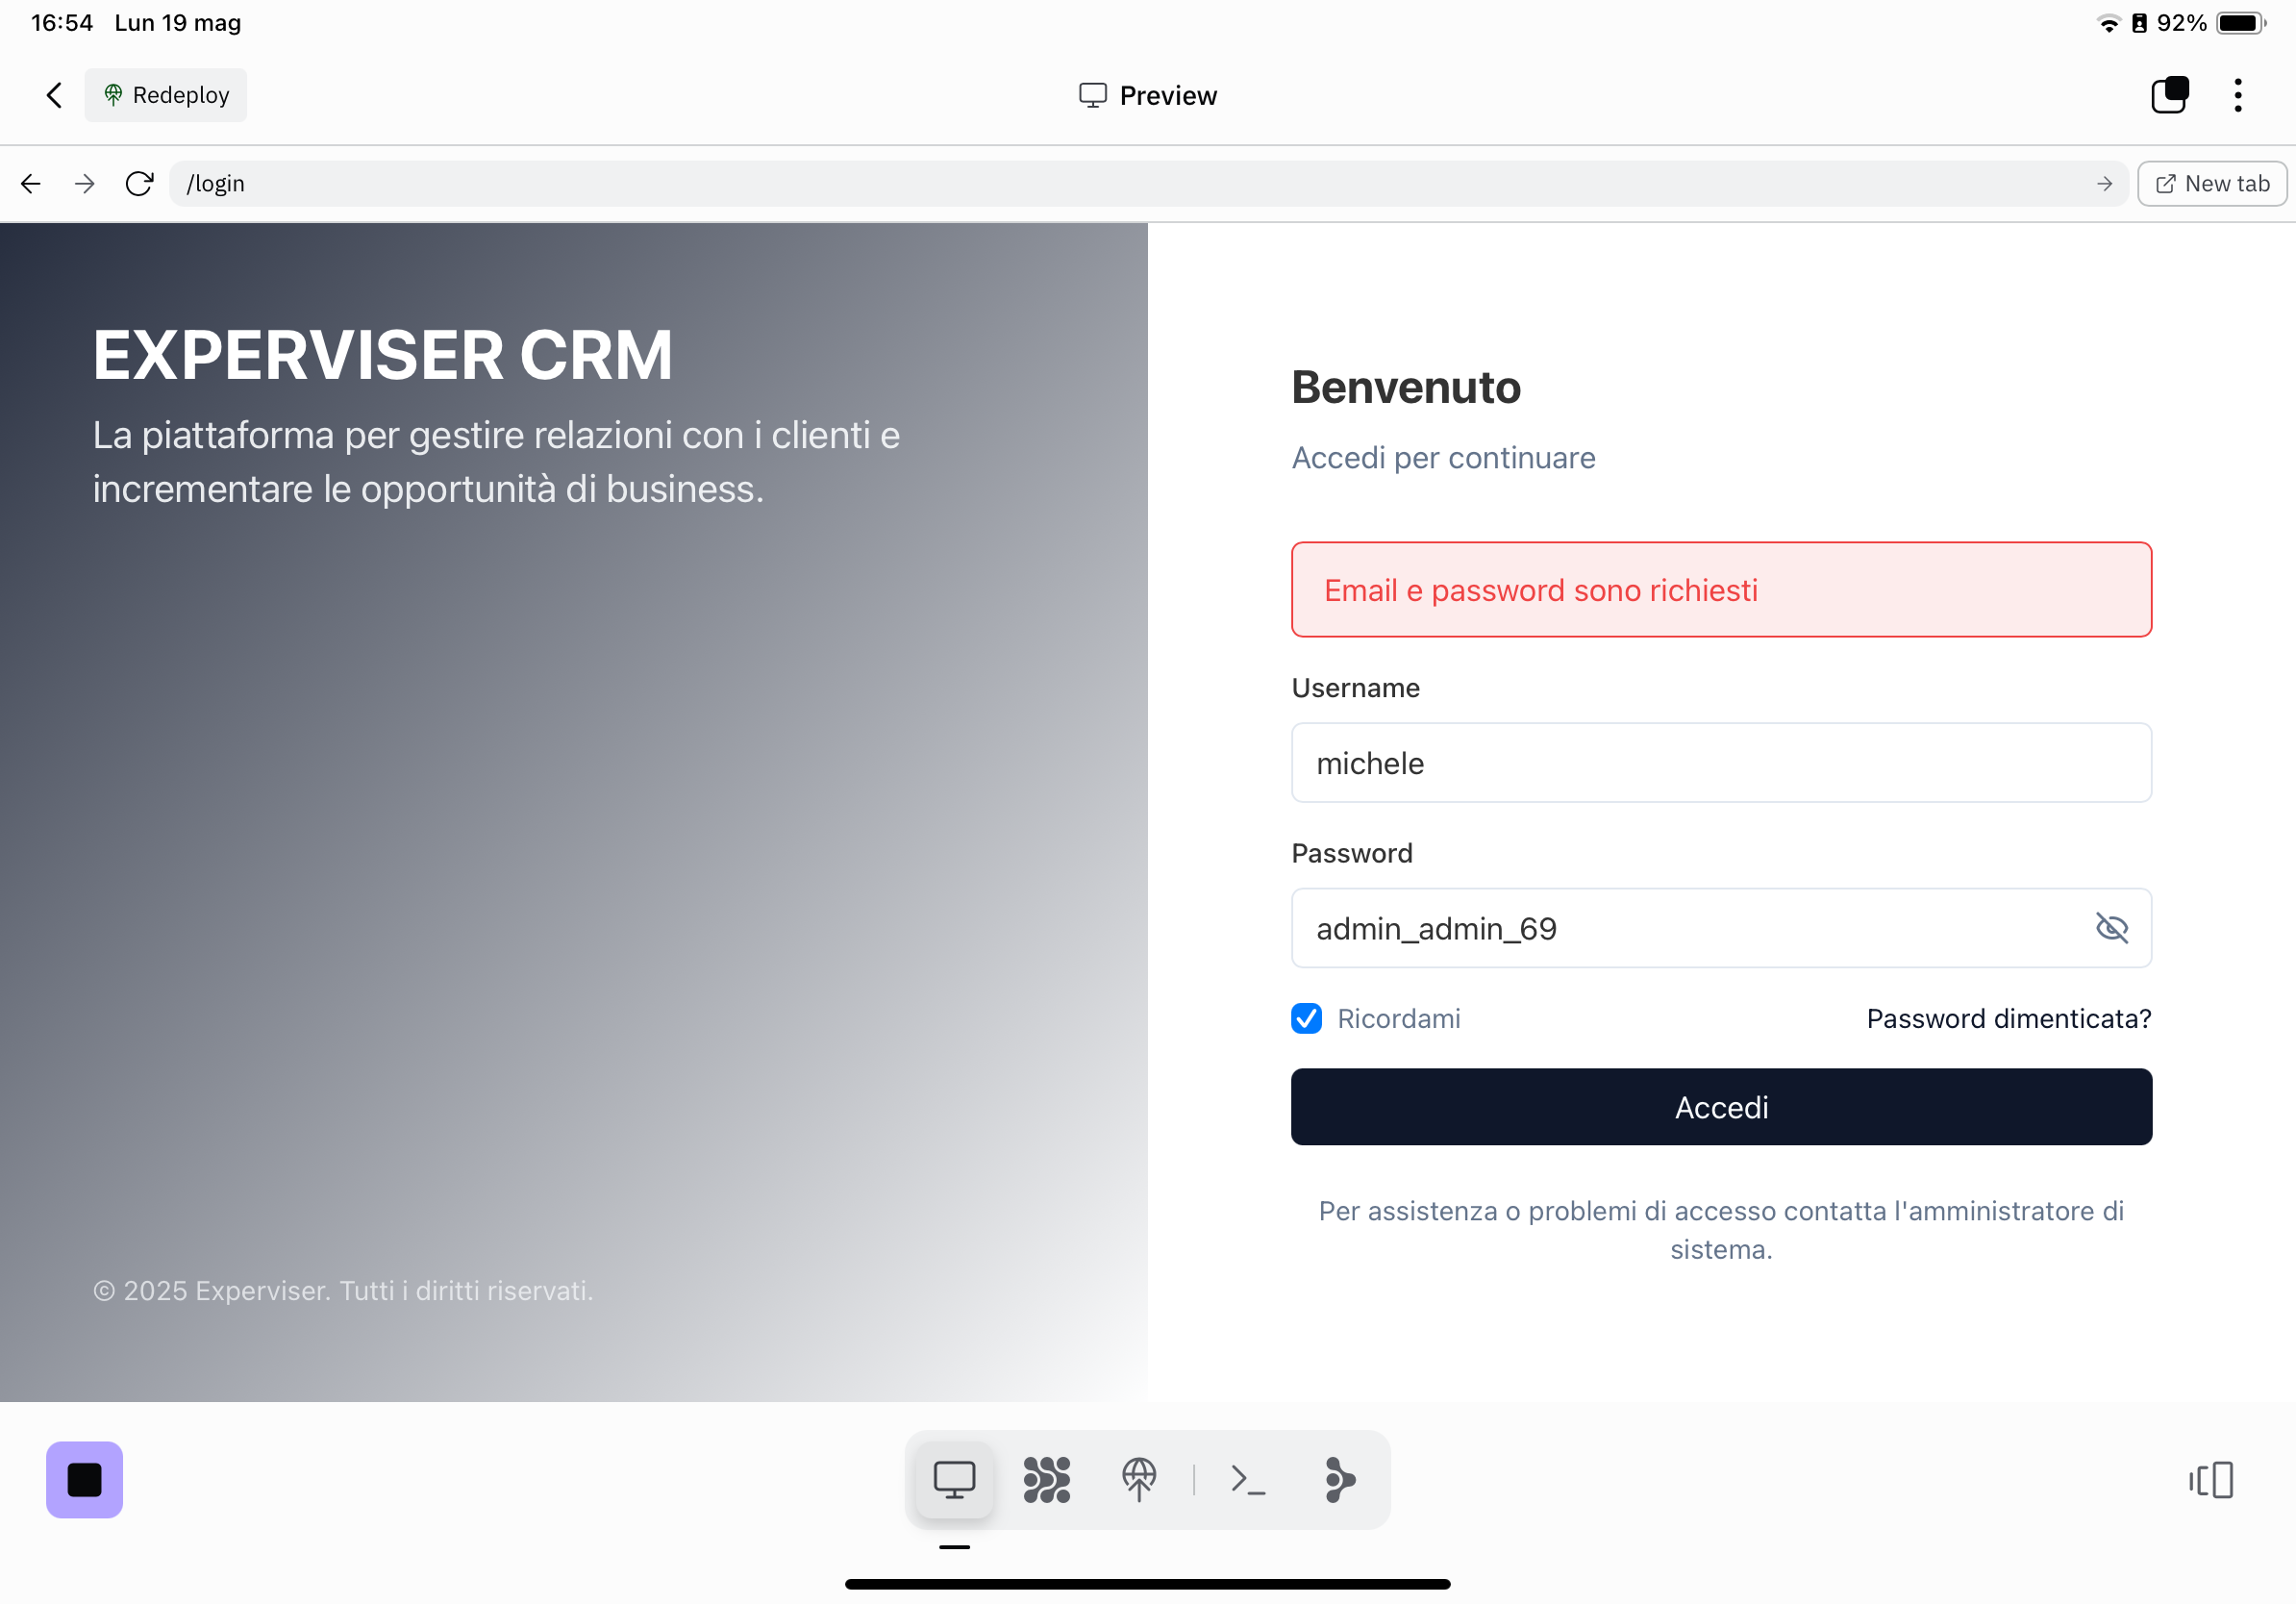 16:54 Lun 19 mag
92%
Redeploy
Preview
/login
New tab
EXPERVISER CRM
La piattaforma per gestire relazioni con i clienti e
incrementare le opportunità di business.
© 2025 Experviser. Tutti i diritti riservati.
Benvenuto
Accedi per continuare
Email e password sono richiesti
Username
michele
Password
admin_admin_69
Ricordami
Password dimenticata?
Accedi
Per assistenza o problemi di accesso contatta l'amministratore di
sistema.